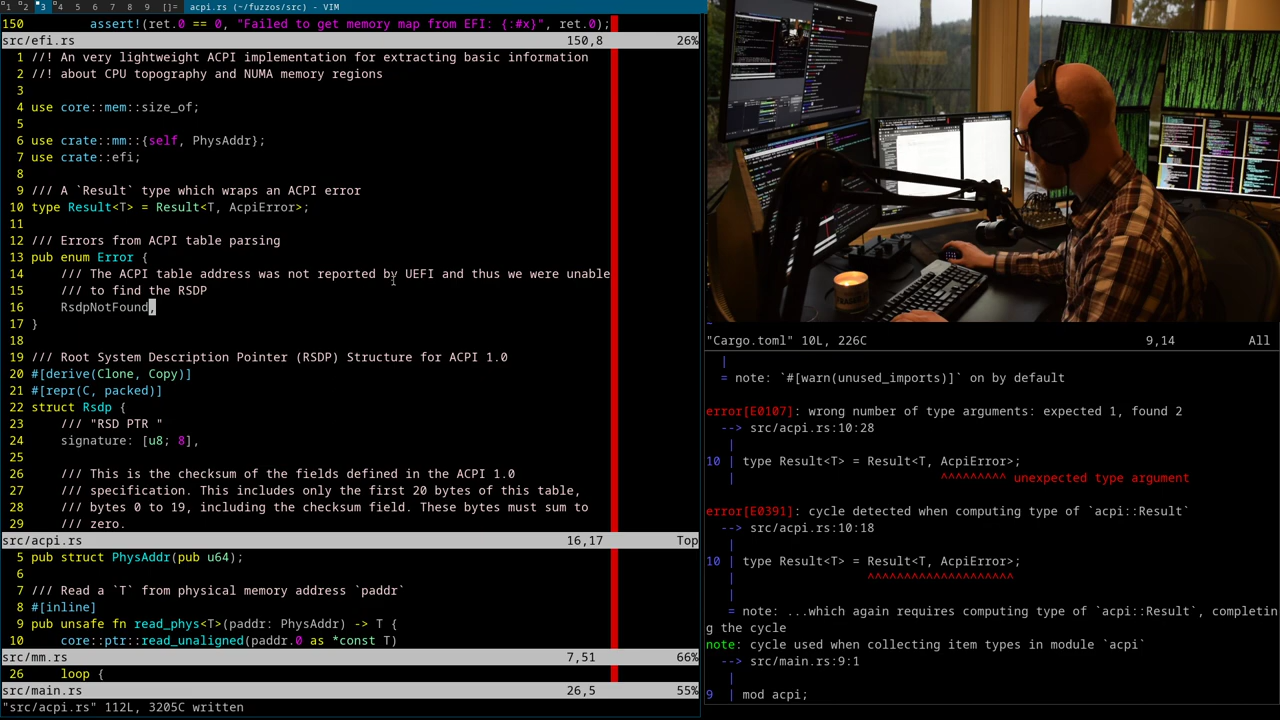 1 2 3 4 5 6 7 8 9 []= acpi.rs (~/fuzzos/src) - VIM
150         assert!(ret.0 == 0, "Failed to get memory map from EFI: {:#x}", ret.0);
src/efi.rs 150,8 26%
1 //! An very lightweight ACPI implementation for extracting basic information
2 //! about CPU topography and NUMA memory regions
3
4 use core::mem::size_of;
5
6 use crate::mm::{self, PhysAddr};
7 use crate::efi;
8
9 /// A `Result` type which wraps an ACPI error
10 type Result<T> = Result<T, AcpiError>;
11
12 /// Errors from ACPI table parsing
13 pub enum Error {
14     /// The ACPI table address was not reported by UEFI and thus we were unable
15     /// to find the RSDP
16     RsdpNotFound,
17 }
18
19 /// Root System Description Pointer (RSDP) Structure for ACPI 1.0
20 #[derive(Clone, Copy)]
21 #[repr(C, packed)]
22 struct Rsdp {
23     /// "RSD PTR "
24     signature: [u8; 8],
25
26     /// This is the checksum of the fields defined in the ACPI 1.0
27     /// specification. This includes only the first 20 bytes of this table,
28     /// bytes 0 to 19, including the checksum field. These bytes must sum to
29     /// zero.
src/acpi.rs 16,17 Top
5 pub struct PhysAddr(pub u64);
6
7 /// Read a `T` from physical memory address `paddr`
8 #[inline]
9 pub unsafe fn read_phys<T>(paddr: PhysAddr) -> T {
10     core::ptr::read_unaligned(paddr.0 as *const T)
src/mm.rs 7,51 66%
26     loop {
src/main.rs 26,5 55%
"src/acpi.rs" 112L, 3205C written
~
"Cargo.toml" 10L, 226C 9,14 All
|
= note: `#[warn(unused_imports)]` on by default
error[E0107]: wrong number of type arguments: expected 1, found 2
--> src/acpi.rs:10:28
|
10 | type Result<T> = Result<T, AcpiError>;
| ^^^^^^^^^ unexpected type argument
error[E0391]: cycle detected when computing type of `acpi::Result`
--> src/acpi.rs:10:18
|
10 | type Result<T> = Result<T, AcpiError>;
| ^^^^^^^^^^^^^^^^^^^^
|
= note: ...which again requires computing type of `acpi::Result`, completin
g the cycle
note: cycle used when collecting item types in module `acpi`
--> src/main.rs:9:1
|
9 | mod acpi;